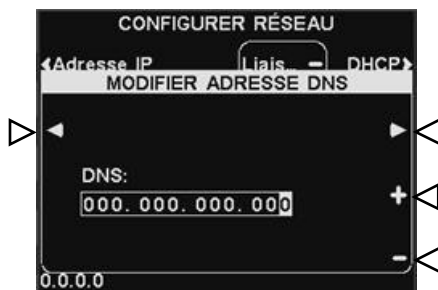 CONFIGURER RÉSEAU
Adresse IP Liais... DHCP
MODIFIER ADRESSE DNS
DNS:
000. 000. 000. 000
+
−
0.0.0.0